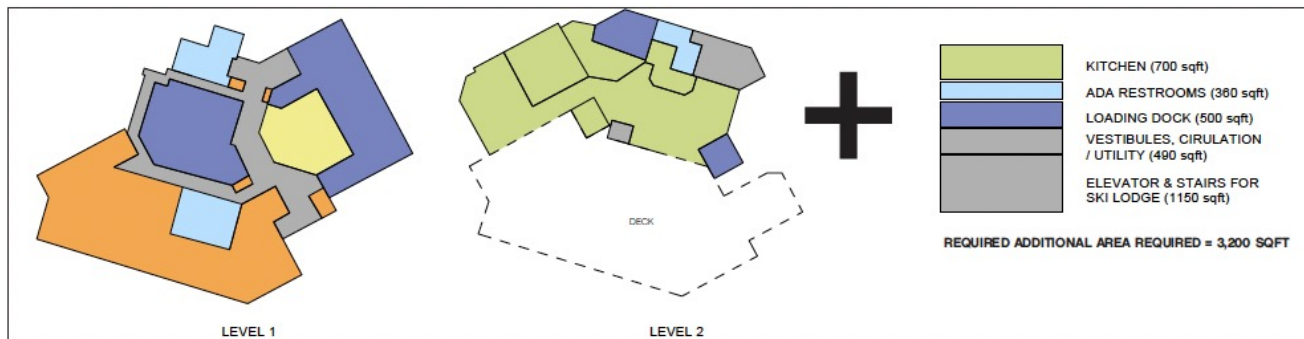 KITCHEN (700 sqft)
ADA RESTROOMS (360 sqft)
LOADING DOCK (500 sqft)
VESTIBULES, CIRULATION
/ UTILITY (490 sqft)
ELEVATOR & STAIRS FOR
SKI LODGE (1150 sqft)
DECK
REQUIRED ADDITIONAL AREA REQUIRED = 3,200 SQFT
LEVEL 1
LEVEL 2